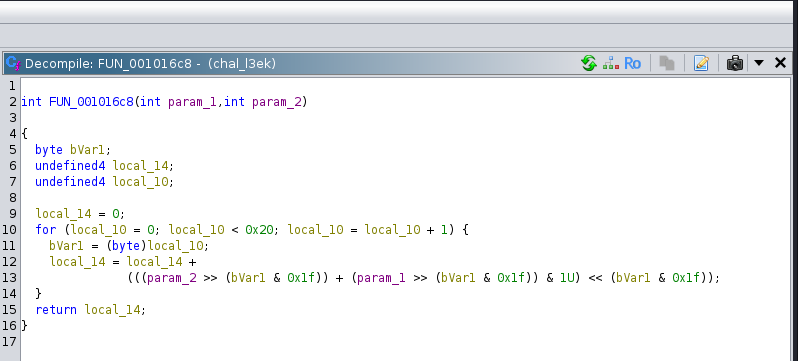 Decompile: FUN_001016c8 - (chal_l3ek)
Ro
1
2 int FUN_001016c8(int param_1,int param_2)
3
4 {
5   byte bVar1;
6   undefined4 local_14;
7   undefined4 local_10;
8
9   local_14 = 0;
10   for (local_10 = 0; local_10 < 0x20; local_10 = local_10 + 1) {
11     bVar1 = (byte)local_10;
12     local_14 = local_14 +
13                (((param_2 >> (bVar1 & 0x1f)) + (param_1 >> (bVar1 & 0x1f)) & 1U) << (bVar1 & 0x1f));
14   }
15   return local_14;
16 }
17